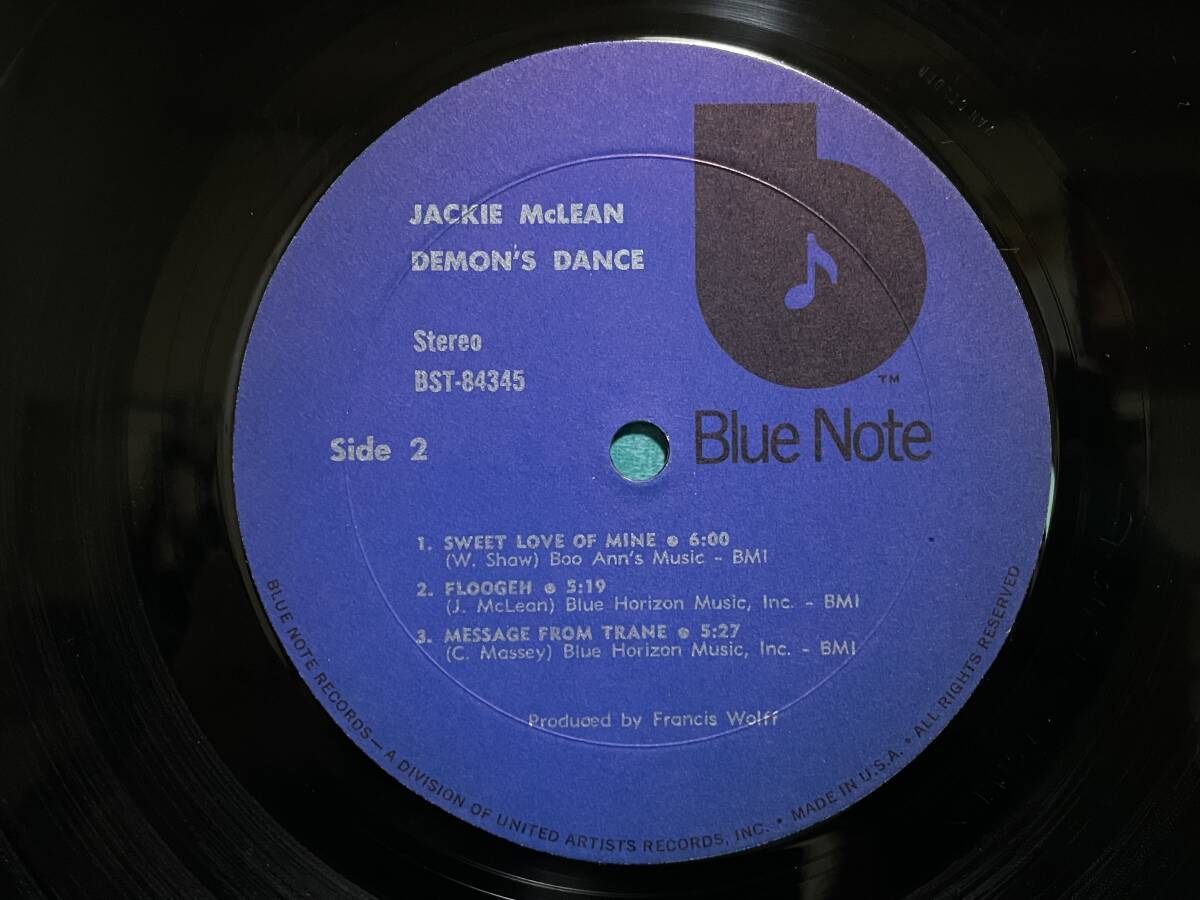 JACKIE McLEAN
DEMON'S DANCE
Stereo
BST-84345
Side 2
TM
Blue Note
1. SWEET LOVE OF MINE • 6:00
(W. Shaw) Boo Ann's Music - BMI
2. FLOOGEH • 5:19
(J. McLean) Blue Horizon Music, Inc. - BMI
3. MESSAGE FROM TRANE • 5:27
(C. Massey) Blue Horizon Music, Inc. - BMI
Produced by Francis Wolff
BLUE NOTE RECORDS — A DIVISION OF UNITED ARTISTS RECORDS, INC. • MADE IN U.S.A. • ALL RIGHTS RESERVED